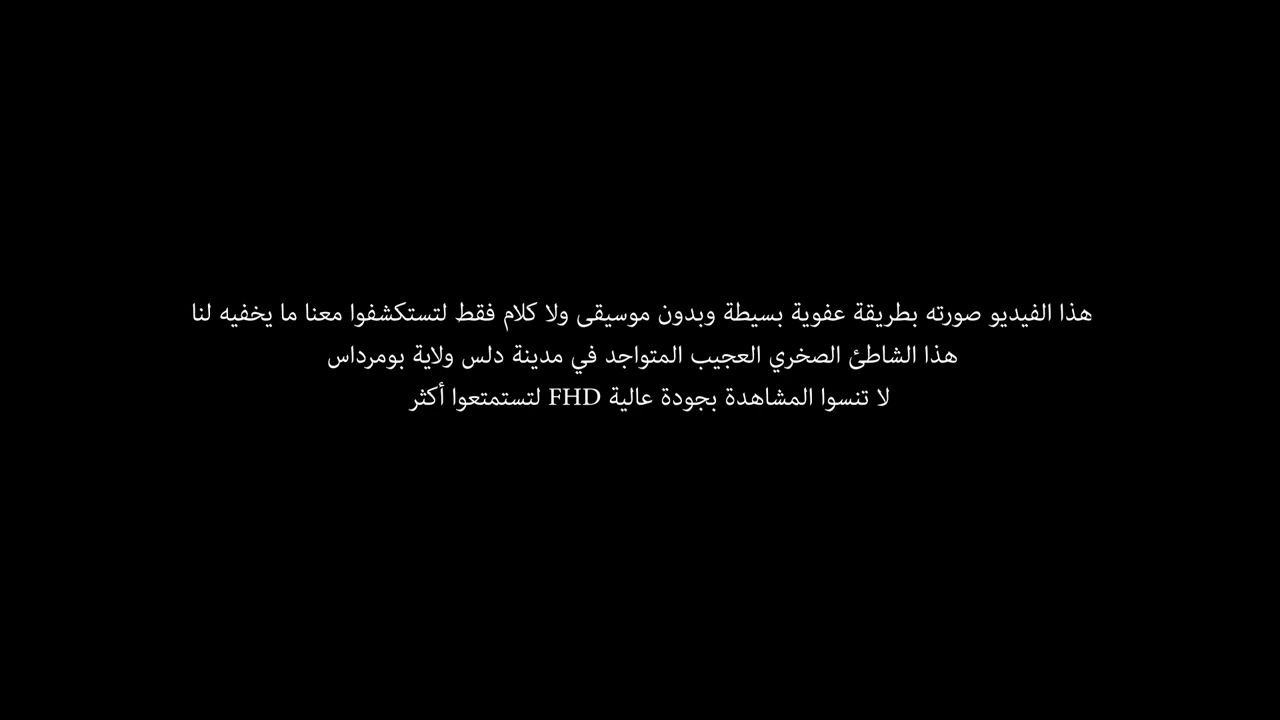 هذا الفيديو صورته بطريقة عفوية بسيطة وبدون موسيقى ولا كلام فقط لتستكشفوا معنا ما يخفيه لنا
هذا الشاطئ الصخري العجيب المتواجد في مدينة دلس ولاية بومرداس
لا تنسوا المشاهدة بجودة عالية FHD لتستمتعوا أكثر